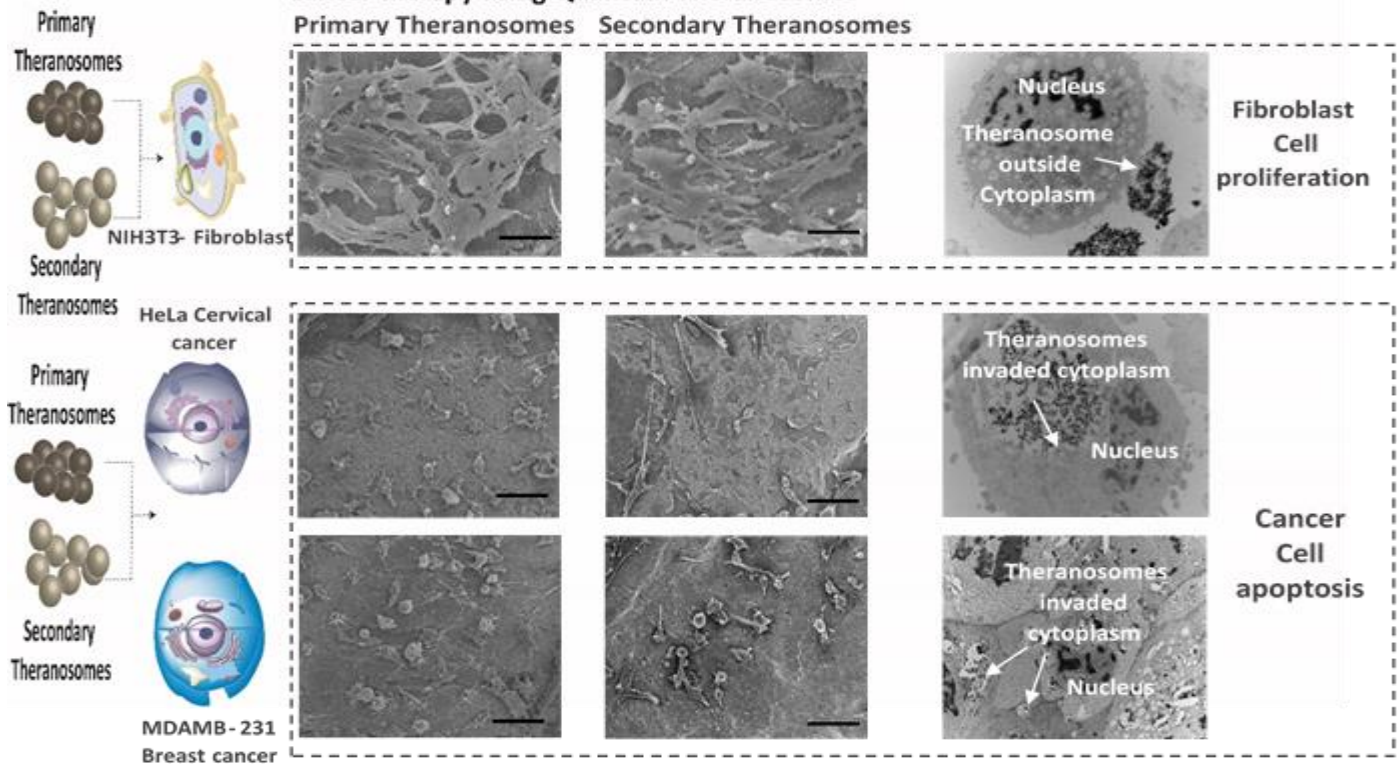 Primary Theranosomes
Secondary Theranosomes
Primary
Theranosomes
Secondary
Theranosomes
NIH3T3- Fibroblast
Nucleus
Theranosome
outside
Cytoplasm
Fibroblast
Cell
proliferation
HeLa Cervical
cancer
Primary
Theranosomes
Secondary
Theranosomes
MDAMB-231
Breast cancer
Theranosomes
invaded cytoplasm
Nucleus
Theranosomes
invaded
cytoplasm
Nucleus
Cancer
Cell
apoptosis